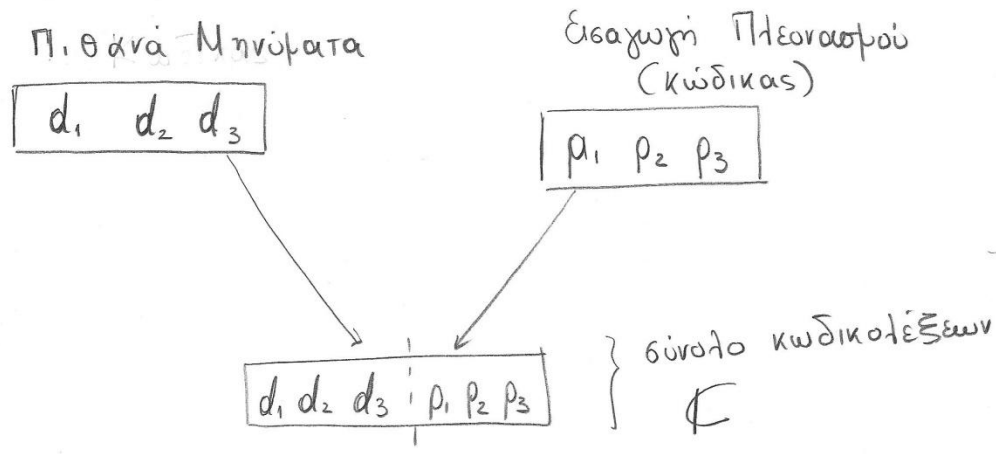 Πιθανά Μηνύματα
d₁ d₂ d₃
Εισαγωγή Πλεονασμού
(Κώδικας)
p₁ p₂ p₃
d₁ d₂ d₃ p₁ p₂ p₃
σύνολο κωδικολέξεων
C